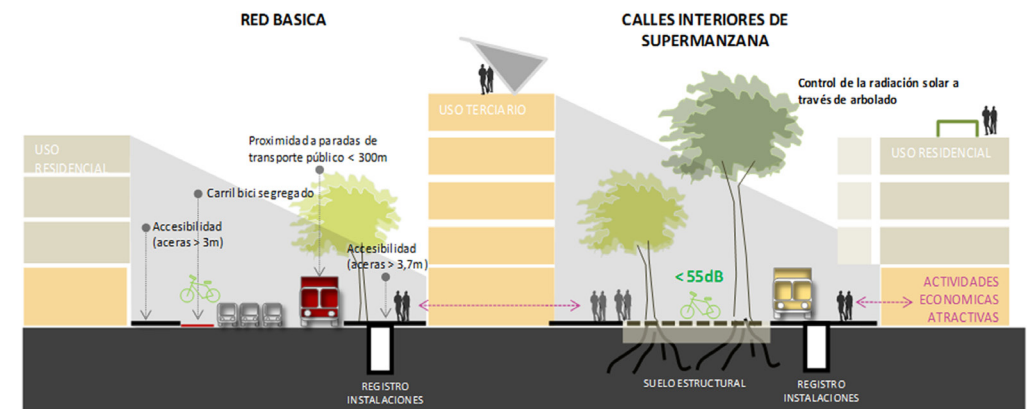 RED BASICA
CALLES INTERIORES DE
SUPERMANZANA
Control de la radiación solar a
través de arbolado
USO TERCIARIO
USO
RESIDENCIAL
Proximidad a paradas de
transporte público < 300m
USO RESIDENCIAL
Carril bici segregado
Accesibilidad
(aceras > 3m)
Accesibilidad
(aceras > 3,7m)
< 55dB
ACTIVIDADES
ECONOMICAS
ATRACTIVAS
REGISTRO
INSTALACIONES
SUELO ESTRUCTURAL
REGISTRO
INSTALACIONES